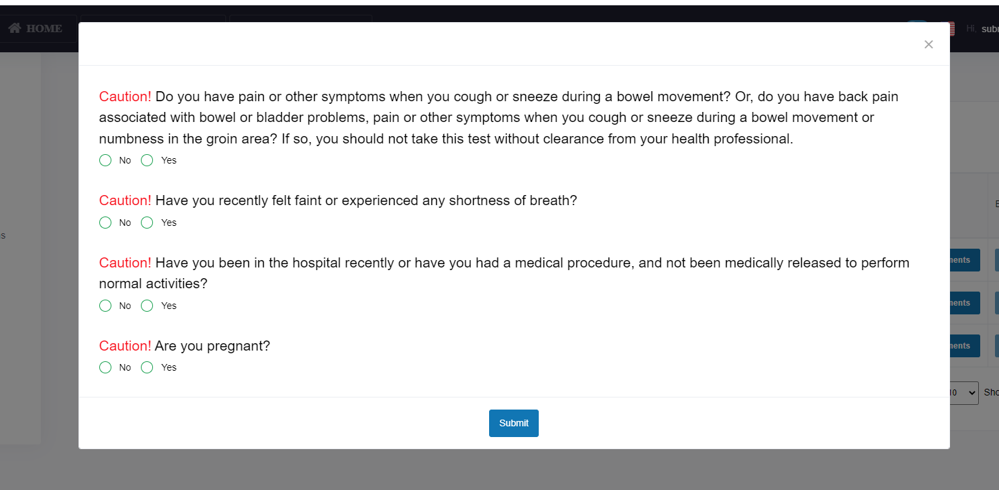 HOME
Hi,
Caution! Do you have pain or other symptoms when you cough or sneeze during a bowel movement? Or, do you have back pain
associated with bowel or bladder problems, pain or other symptoms when you cough or sneeze during a bowel movement or
numbness in the groin area? If so, you should not take this test without clearance from your health professional.
No Yes
Caution! Have you recently felt faint or experienced any shortness of breath?
No Yes
Caution! Have you been in the hospital recently or have you had a medical procedure, and not been medically released to perform
normal activities?
No Yes
Caution! Are you pregnant?
No Yes
10
Submit